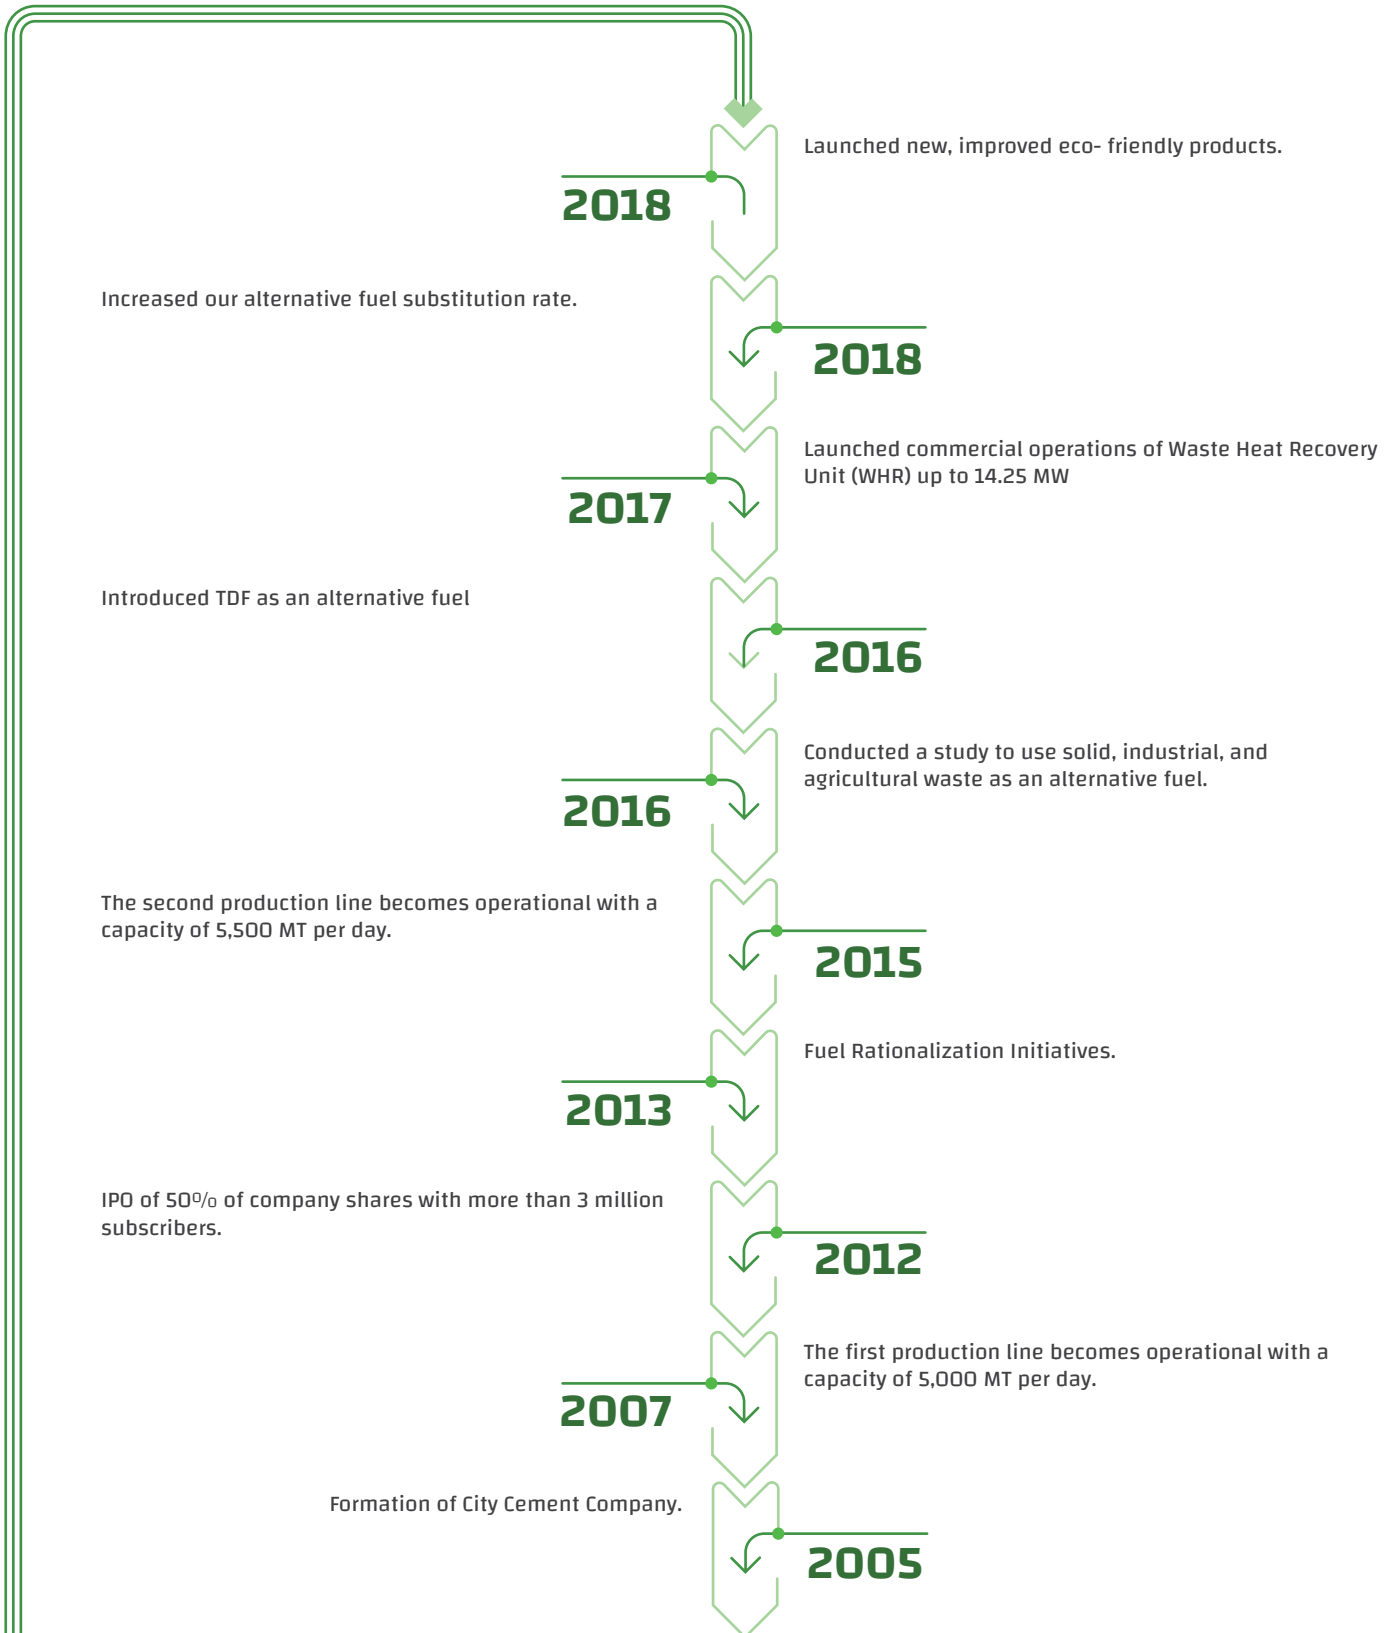 Launched new, improved eco- friendly products.
2018
Increased our alternative fuel substitution rate.
2018
Launched commercial operations of Waste Heat Recovery
Unit (WHR) up to 14.25 MW
2017
Introduced TDF as an alternative fuel
2016
Conducted a study to use solid, industrial, and
agricultural waste as an alternative fuel.
2016
The second production line becomes operational with a
capacity of 5,500 MT per day.
2015
Fuel Rationalization Initiatives.
2013
IPO of 50% of company shares with more than 3 million
subscribers.
2012
The first production line becomes operational with a
capacity of 5,000 MT per day.
2007
Formation of City Cement Company.
2005